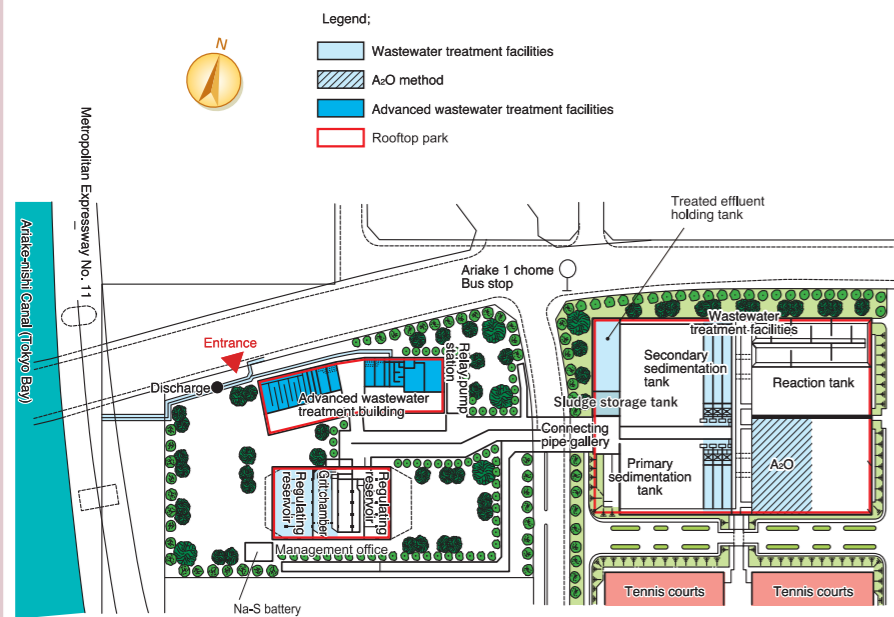 Legend;
N
Wastewater treatment facilities
A2O method
Advanced wastewater treatment facilities
Rooftop park
Metropolitan Expressway No. 11
Ariake-nishi Canal (Tokyo Bay)
Treated effluent
holding tank
Ariake 1 chome
Bus stop
Entrance
Discharge
Relay pump
station
Advanced wastewater
treatment building
Wastewater
treatment facilities
Secondary
sedimentation
tank
Reaction tank
Sludge storage tank
Connecting
pipe gallery
Primary
sedimentation
tank
A2O
Regulating
reservoir
Grit chamber
Regulating
reservoir
Management office
Na-S battery
Tennis courts
Tennis courts